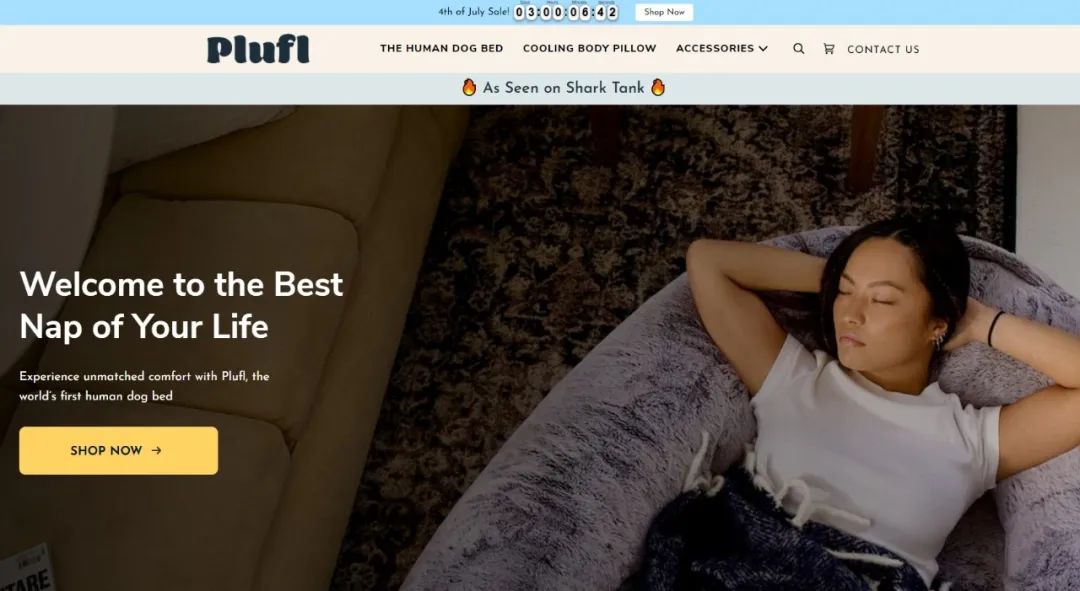 4th of July Sale! 03:00:06:42 Shop Now
Plufl THE HUMAN DOG BED COOLING BODY PILLOW ACCESSORIES CONTACT US
🔥 As Seen on Shark Tank 🔥
Welcome to the Best
Nap of Your Life
Experience unmatched comfort with Plufl, the
world's first human dog bed
SHOP NOW →